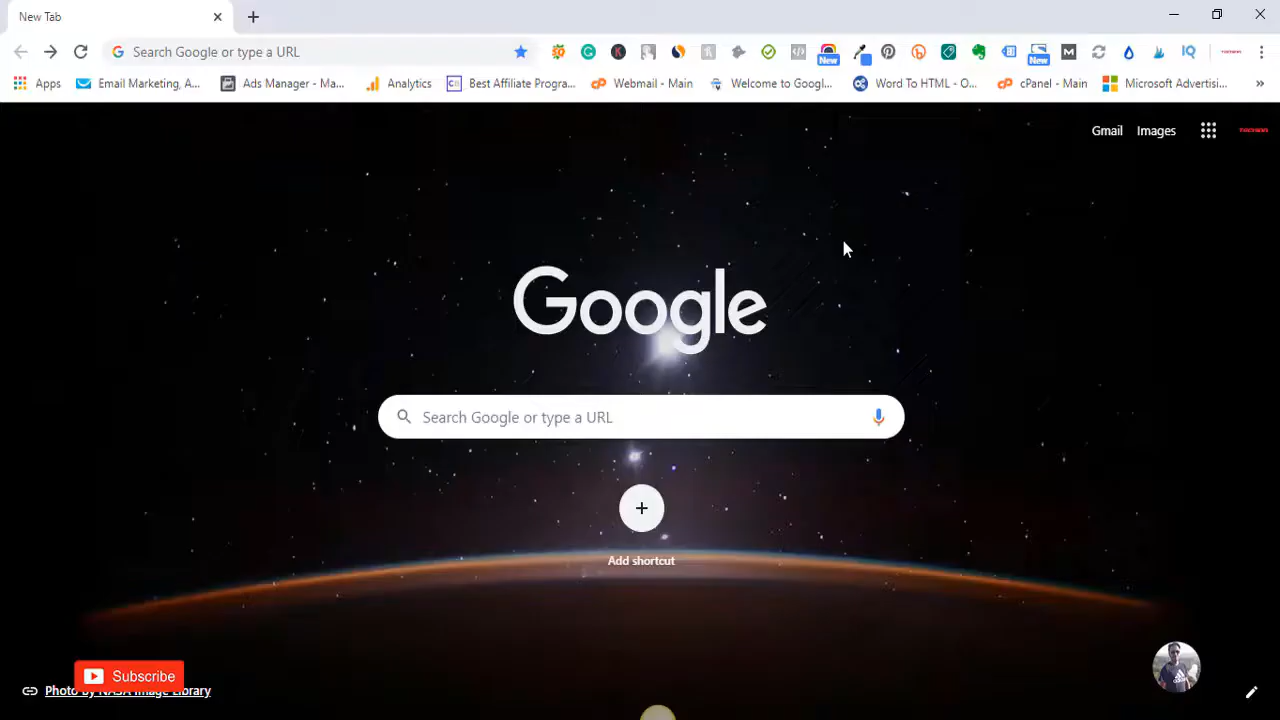 New Tab
Search Google or type a URL
New
New
Apps
Email Marketing, A...
Ads Manager - Ma...
Analytics
Best Affiliate Progra...
Webmail - Main
Welcome to Googl...
Word To HTML - O...
cPanel - Main
Microsoft Advertisi...
Gmail
Images
Google
Search Google or type a URL
Add shortcut
Subscribe
Photo by NASA Image Library